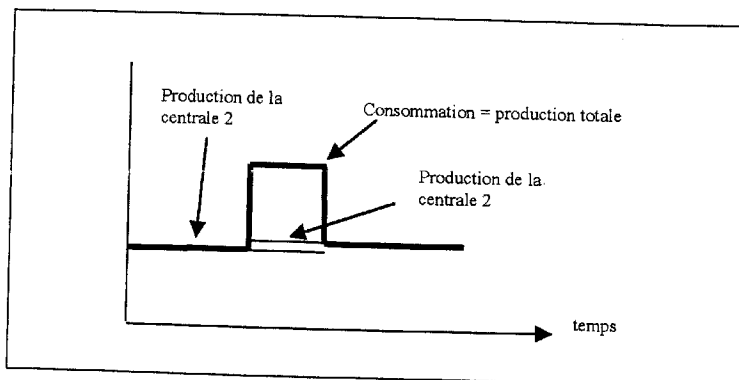 Production de la
centrale 2
Consommation = production totale
Production de la
centrale 2
temps